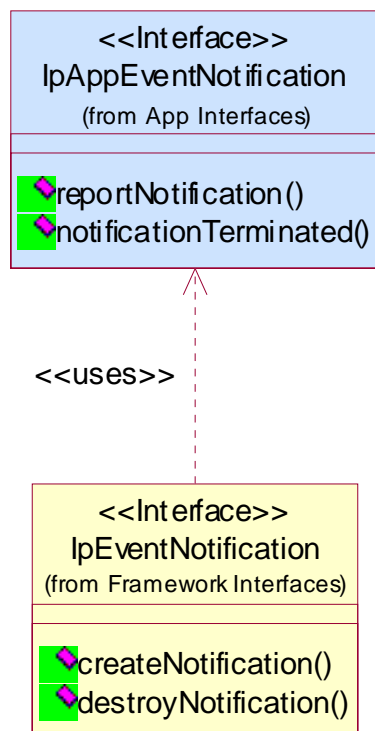 <<Interface>>
IpAppEventNotification
(from App Interfaces)
reportNotification()
notificationTerminated()
<<uses>>
<<Interface>>
IpEventNotification
(from Framework Interfaces)
createNotification()
destroyNotification()